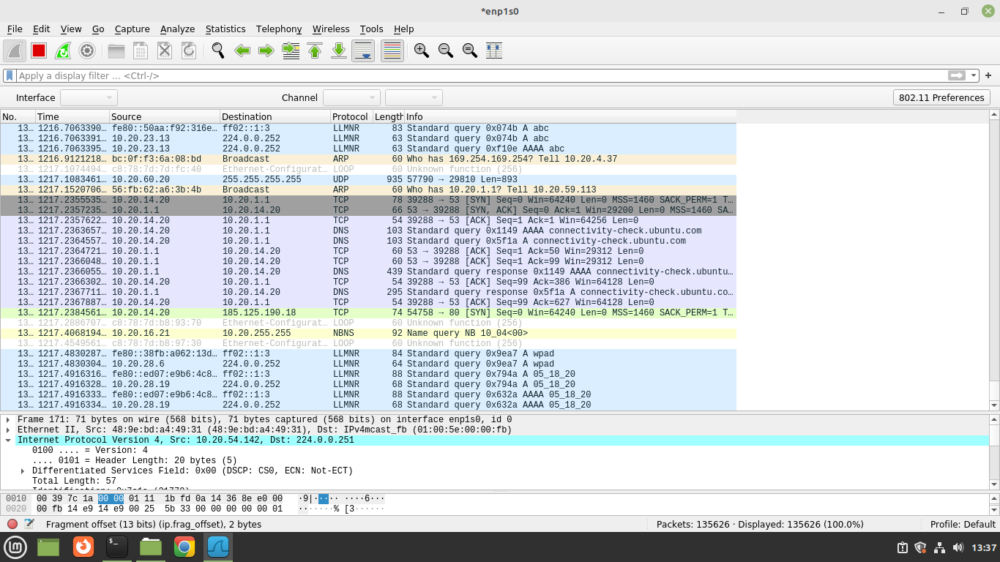 *enp1s0
File Edit View Go Capture Analyze Statistics Telephony Wireless Tools Help
Apply a display filter … <Ctrl-/>
Interface Channel 802.11 Preferences
No. Time Source Destination Protocol Length Info
13… 1216.7063390… fe80::50aa:f92:316e… ff02::1:3 LLMNR 83 Standard query 0x074b A abc
13… 1216.7063391… 10.20.23.13 224.0.0.252 LLMNR 63 Standard query 0x074b A abc
13… 1216.7063395… 10.20.23.13 224.0.0.252 LLMNR 63 Standard query 0xf10e AAAA abc
13… 1216.9121218… bc:0f:f3:6a:08:bd Broadcast ARP 60 Who has 169.254.169.254? Tell 10.20.4.37
13… 1217.1074494… c8:78:7d:7d:fc:40 Ethernet-Configurat… LOOP 60 Unknown function (256)
13… 1217.1083461… 10.20.60.20 255.255.255.255 UDP 935 57790 → 29810 Len=893
13… 1217.1520706… 56:fb:62:a6:3b:4b Broadcast ARP 60 Who has 10.20.1.1? Tell 10.20.59.113
13… 1217.2355535… 10.20.14.20 10.20.1.1 TCP 78 39288 → 53 [SYN] Seq=0 Win=64240 Len=0 MSS=1460 SACK_PERM=1 T…
13… 1217.2357235… 10.20.1.1 10.20.14.20 TCP 66 53 → 39288 [SYN, ACK] Seq=0 Ack=1 Win=29200 Len=0 MSS=1460 SA…
13… 1217.2357622… 10.20.14.20 10.20.1.1 TCP 54 39288 → 53 [ACK] Seq=1 Ack=1 Win=64256 Len=0
13… 1217.2363657… 10.20.14.20 10.20.1.1 DNS 103 Standard query 0x1149 AAAA connectivity-check.ubuntu.com
13… 1217.2364557… 10.20.14.20 10.20.1.1 DNS 103 Standard query 0x5f1a A connectivity-check.ubuntu.com
13… 1217.2364721… 10.20.1.1 10.20.14.20 TCP 60 53 → 39288 [ACK] Seq=1 Ack=50 Win=29312 Len=0
13… 1217.2366048… 10.20.1.1 10.20.14.20 TCP 60 53 → 39288 [ACK] Seq=1 Ack=99 Win=29312 Len=0
13… 1217.2366055… 10.20.1.1 10.20.14.20 DNS 439 Standard query response 0x1149 AAAA connectivity-check.ubuntu…
13… 1217.2366302… 10.20.14.20 10.20.1.1 TCP 54 39288 → 53 [ACK] Seq=99 Ack=386 Win=64128 Len=0
13… 1217.2367711… 10.20.1.1 10.20.14.20 DNS 295 Standard query response 0x5f1a A connectivity-check.ubuntu.co…
13… 1217.2367887… 10.20.14.20 10.20.1.1 TCP 54 39288 → 53 [ACK] Seq=99 Ack=627 Win=64128 Len=0
13… 1217.2384561… 10.20.14.20 185.125.190.18 TCP 74 54758 → 80 [SYN] Seq=0 Win=64240 Len=0 MSS=1460 SACK_PERM=1 T…
13… 1217.2886707… c8:78:7d:b8:93:70 Ethernet-Configurat… LOOP 60 Unknown function (256)
13… 1217.4068194… 10.20.16.21 10.20.255.255 NBNS 92 Name query NB 10_04<00>
13… 1217.4549561… c8:78:7d:b8:97:30 Ethernet-Configurat… LOOP 60 Unknown function (256)
13… 1217.4830287… fe80::38fb:a062:13d… ff02::1:3 LLMNR 84 Standard query 0x9ea7 A wpad
13… 1217.4830304… 10.20.28.6 224.0.0.252 LLMNR 64 Standard query 0x9ea7 A wpad
13… 1217.4916316… fe80::ed07:e9b6:4c8… ff02::1:3 LLMNR 88 Standard query 0x794a A 05_18_20
13… 1217.4916328… 10.20.28.19 224.0.0.252 LLMNR 68 Standard query 0x794a A 05_18_20
13… 1217.4916333… fe80::ed07:e9b6:4c8… ff02::1:3 LLMNR 88 Standard query 0x632a AAAA 05_18_20
13… 1217.4916334… 10.20.28.19 224.0.0.252 LLMNR 68 Standard query 0x632a AAAA 05_18_20
Frame 171: 71 bytes on wire (568 bits), 71 bytes captured (568 bits) on interface enp1s0, id 0
Ethernet II, Src: 48:9e:bd:a4:49:31 (48:9e:bd:a4:49:31), Dst: IPv4mcast_fb (01:00:5e:00:00:fb)
Internet Protocol Version 4, Src: 10.20.54.142, Dst: 224.0.0.251
0100 .... = Version: 4
.... 0101 = Header Length: 20 bytes (5)
Differentiated Services Field: 0x00 (DSCP: CS0, ECN: Not-ECT)
Total Length: 57
0010 00 39 7c 1a 00 00 01 11 1b fd 0a 14 36 8e e0 00 ·9|····· ····6···
0020 00 fb 14 e9 14 e9 00 25 5b 33 00 00 00 00 00 01 ·······% [3······
Fragment offset (13 bits) (ip.frag_offset), 2 bytes Packets: 135626 · Displayed: 135626 (100.0%) Profile: Default
13:37